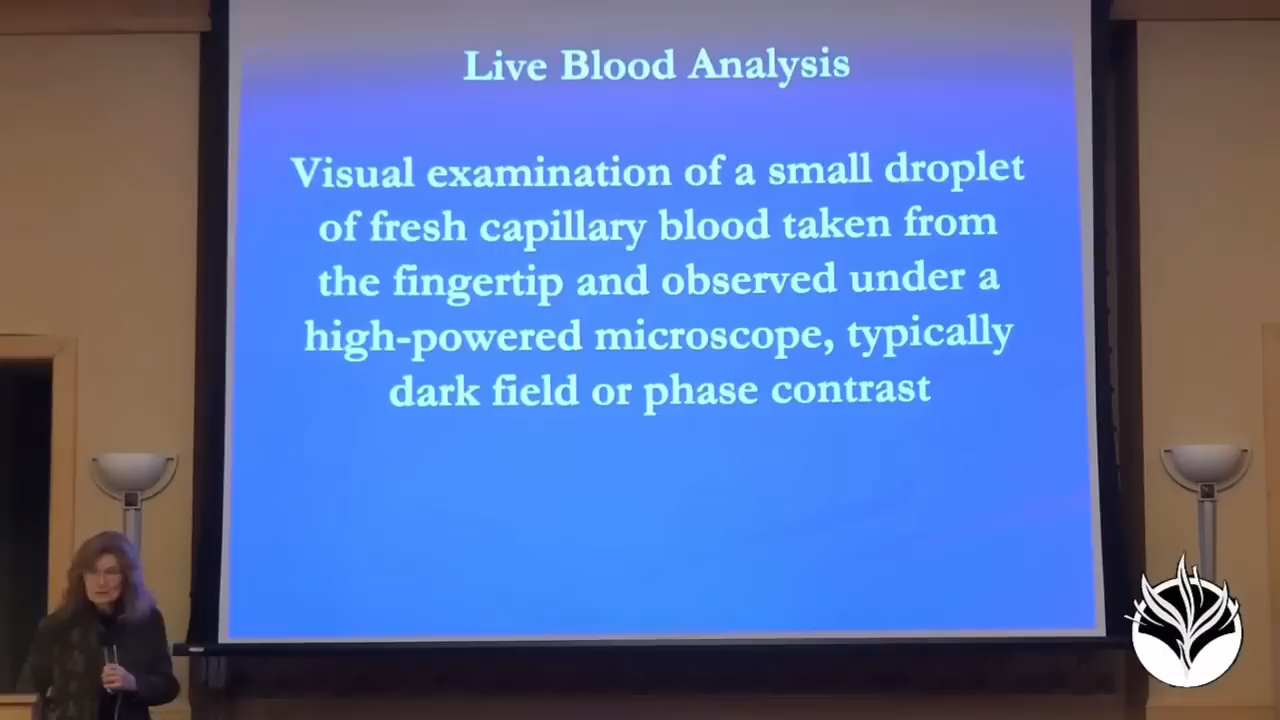 Live Blood Analysis
Visual examination of a small droplet
of fresh capillary blood taken from
the fingertip and observed under a
high-powered microscope, typically
dark field or phase contrast